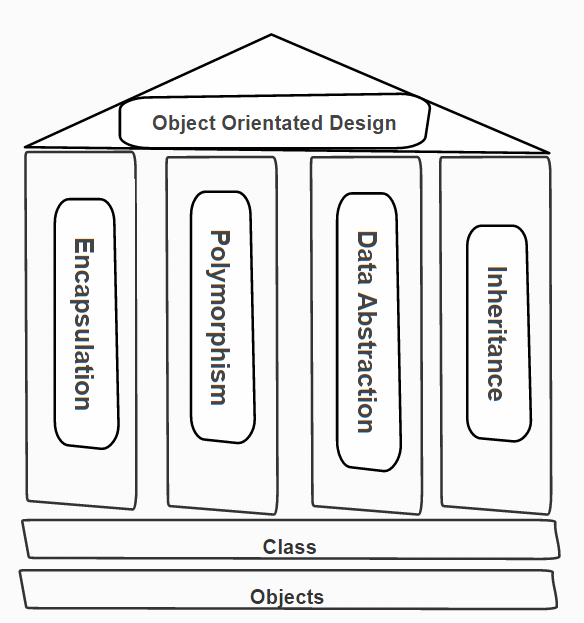 Object Orientated Design
Encapsulation
Polymorphism
Data Abstraction
Inheritance
Class
Objects